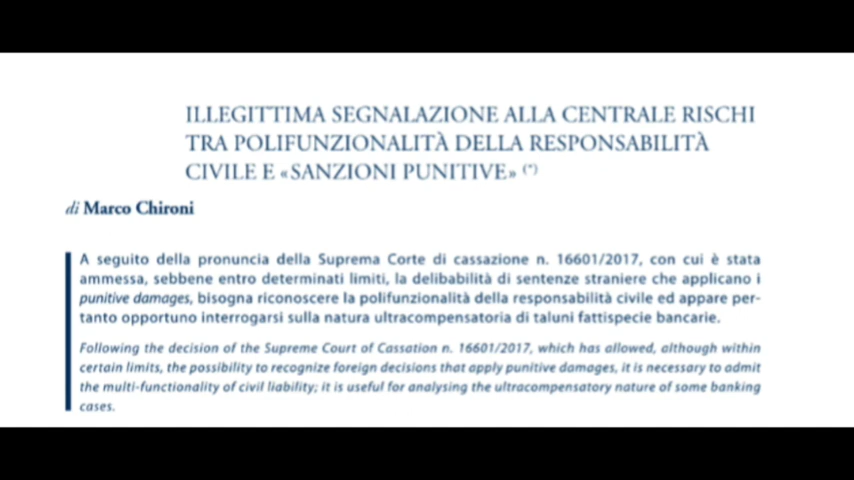 ILLEGITTIMA SEGNALAZIONE ALLA CENTRALE RISCHI
TRA POLIFUNZIONALITÀ DELLA RESPONSABILITÀ
CIVILE E «SANZIONI PUNITIVE» (*)
di Marco Chironi
A seguito della pronuncia della Suprema Corte di cassazione n. 16601/2017, con cui è stata
ammessa, sebbene entro determinati limiti, la delibabilità di sentenze straniere che applicano i
punitive damages, bisogna riconoscere la polifunzionalità della responsabilità civile ed appare per-
tanto opportuno interrogarsi sulla natura ultracompensatoria di taluni fattispecie bancarie.
Following the decision of the Supreme Court of Cassation n. 16601/2017, which has allowed, although within
certain limits, the possibility to recognize foreign decisions that apply punitive damages, it is necessary to admit
the multi-functionality of civil liability; it is useful for analysing the ultracompensatory nature of some banking
cases.